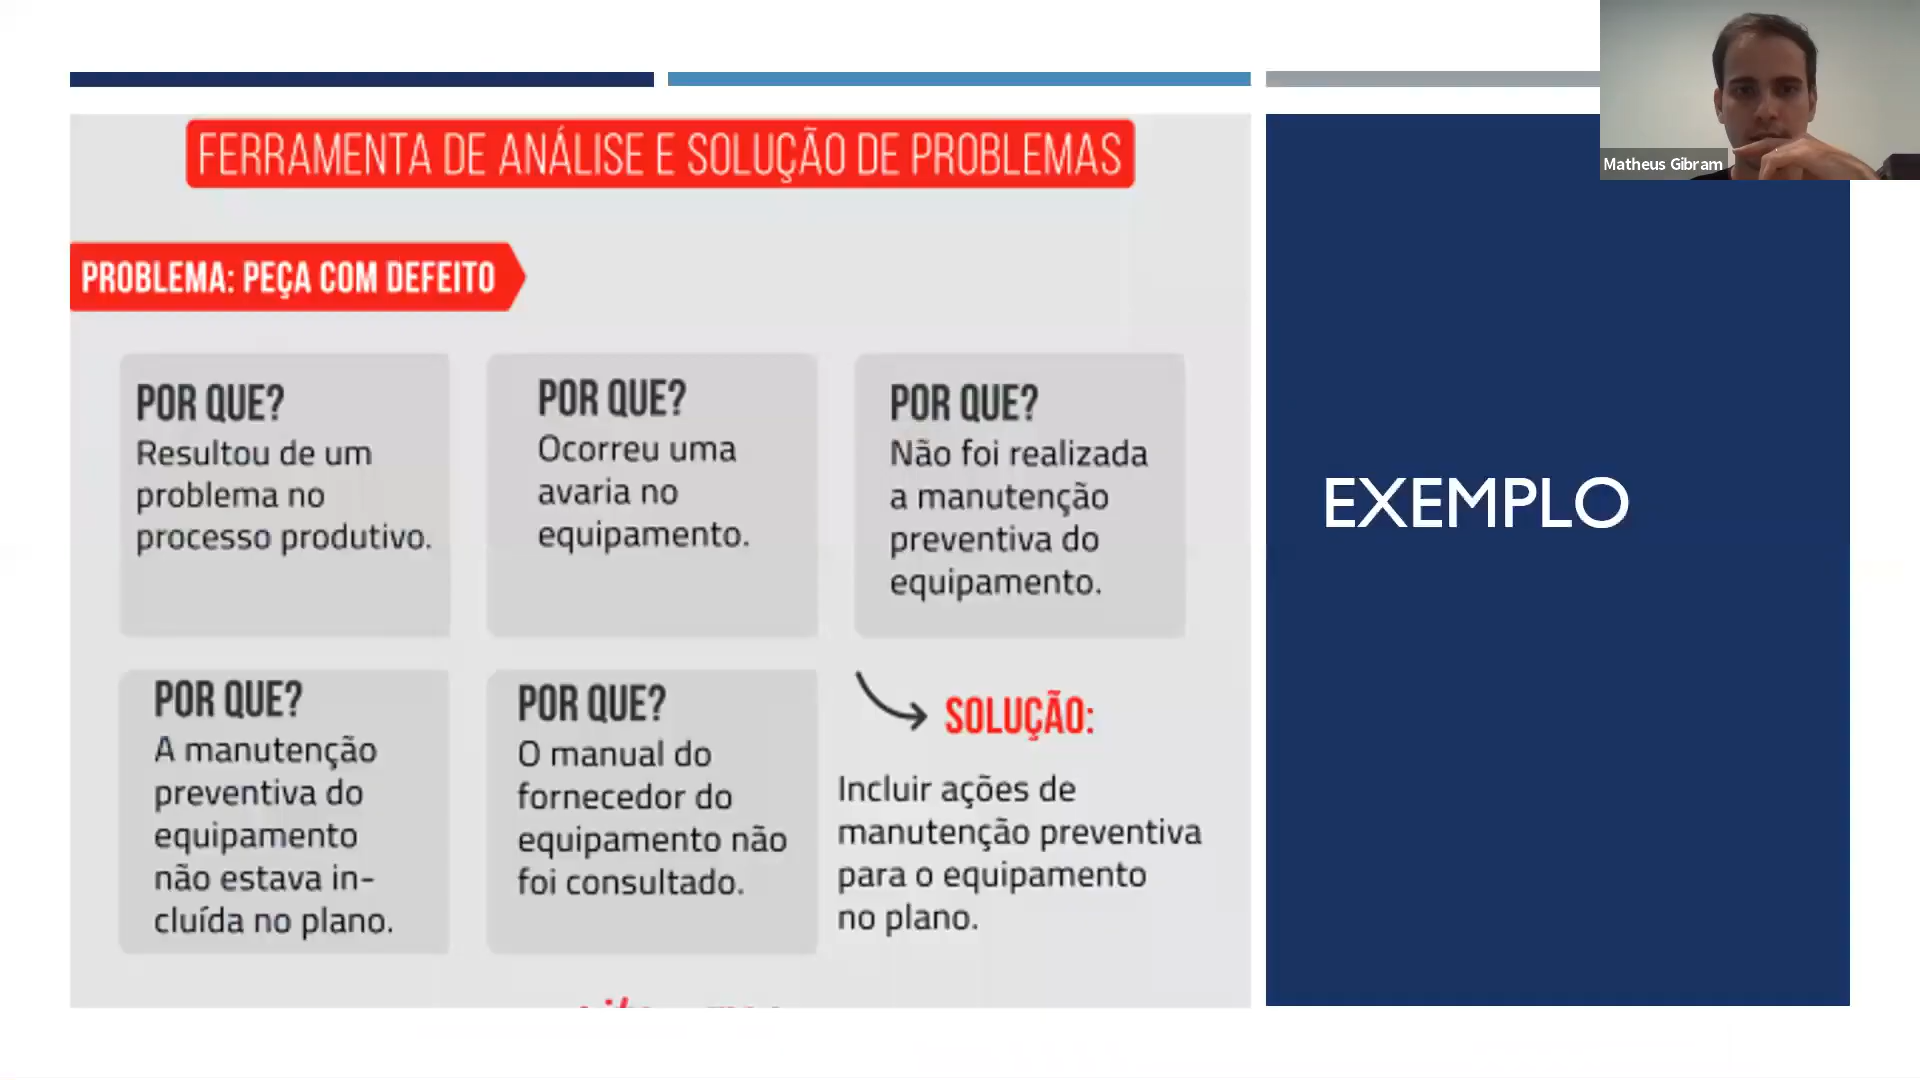 FERRAMENTA DE ANÁLISE E SOLUÇÃO DE PROBLEMAS
PROBLEMA: PEÇA COM DEFEITO
POR QUE?
Resultou de um
problema no
processo produtivo.
POR QUE?
Ocorreu uma
avaria no
equipamento.
POR QUE?
Não foi realizada
a manutenção
preventiva do
equipamento.
POR QUE?
A manutenção
preventiva do
equipamento
não estava in-
cluída no plano.
POR QUE?
O manual do
fornecedor do
equipamento não
foi consultado.
SOLUÇÃO:
Incluir ações de
manutenção preventiva
para o equipamento
no plano.
EXEMPLO
Matheus Gibram